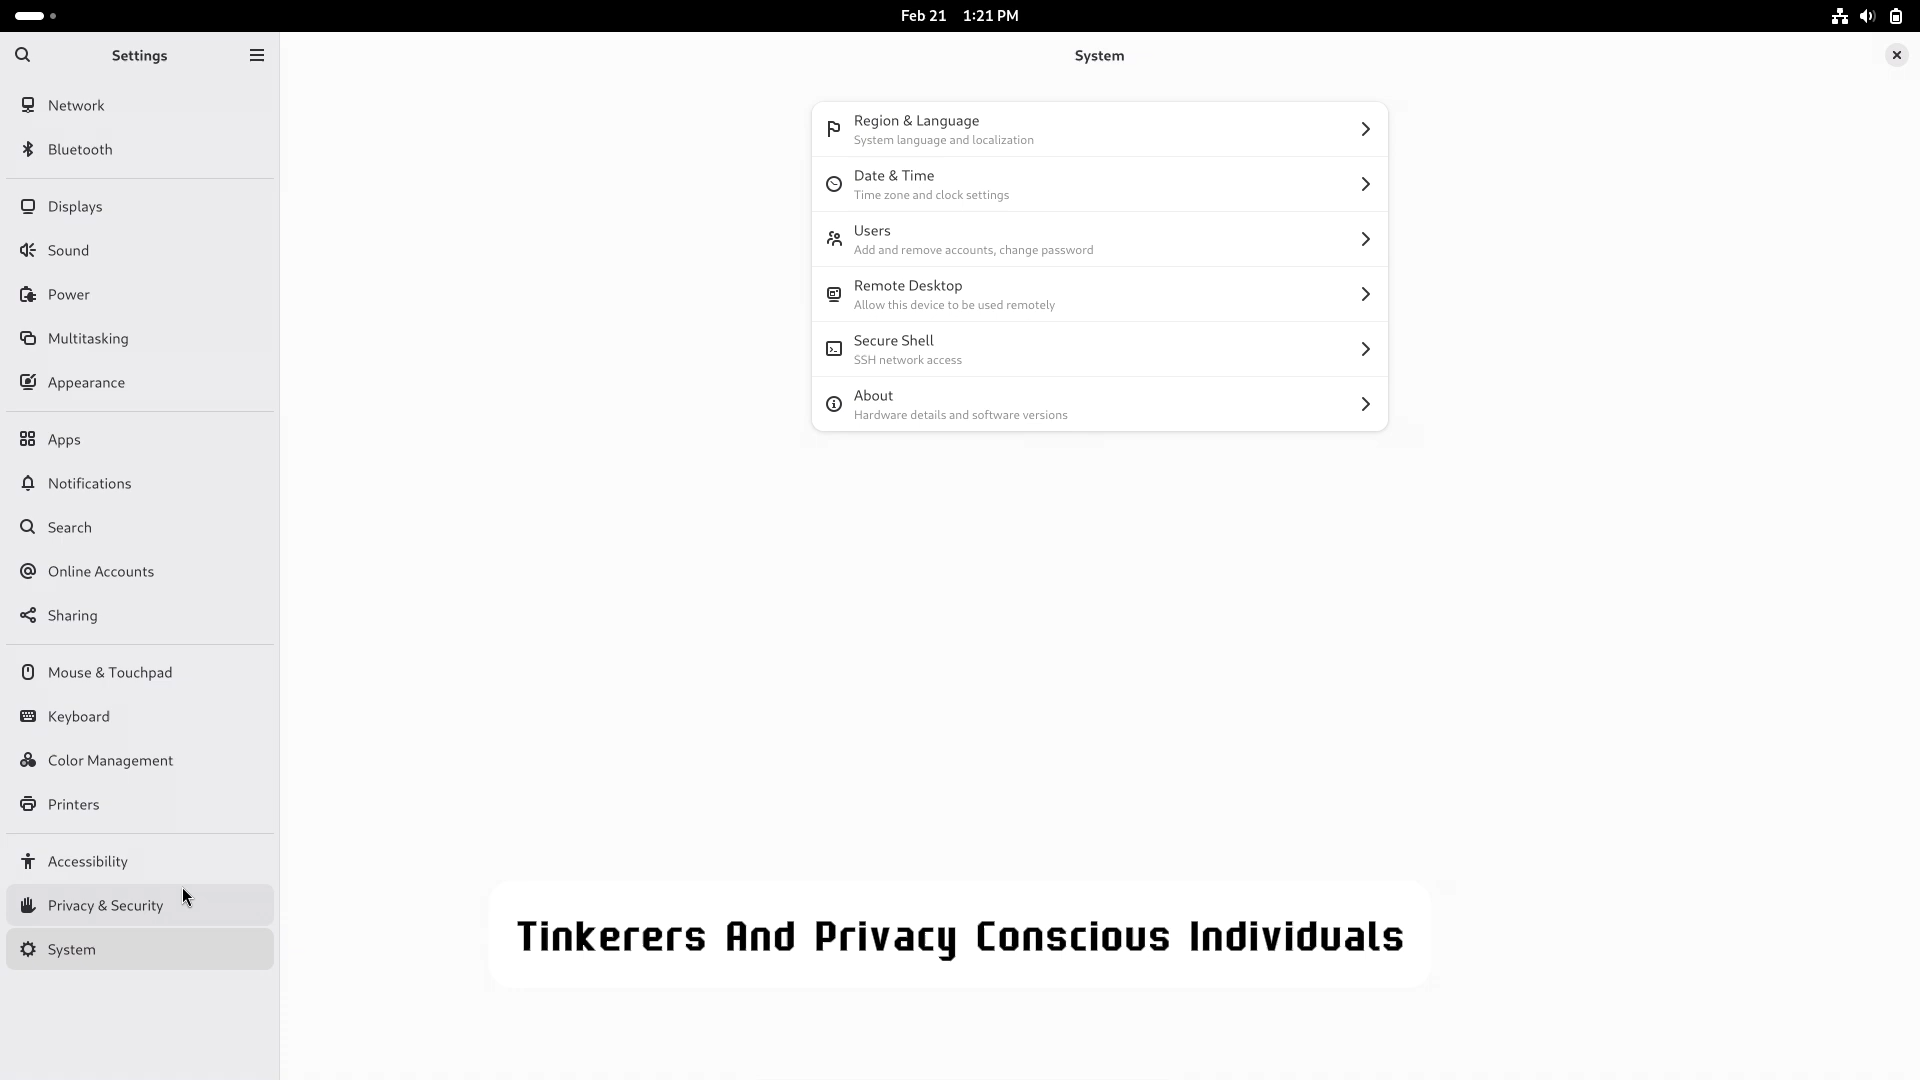 Feb 21 1:21 PM
Settings
System
Network
Bluetooth
Displays
Sound
Power
Multitasking
Appearance
Apps
Notifications
Search
Online Accounts
Sharing
Mouse & Touchpad
Keyboard
Color Management
Printers
Accessibility
Privacy & Security
System
Region & Language
System language and localization
Date & Time
Time zone and clock settings
Users
Add and remove accounts, change password
Remote Desktop
Allow this device to be used remotely
Secure Shell
SSH network access
About
Hardware details and software versions
Tinkerers And Privacy Conscious Individuals